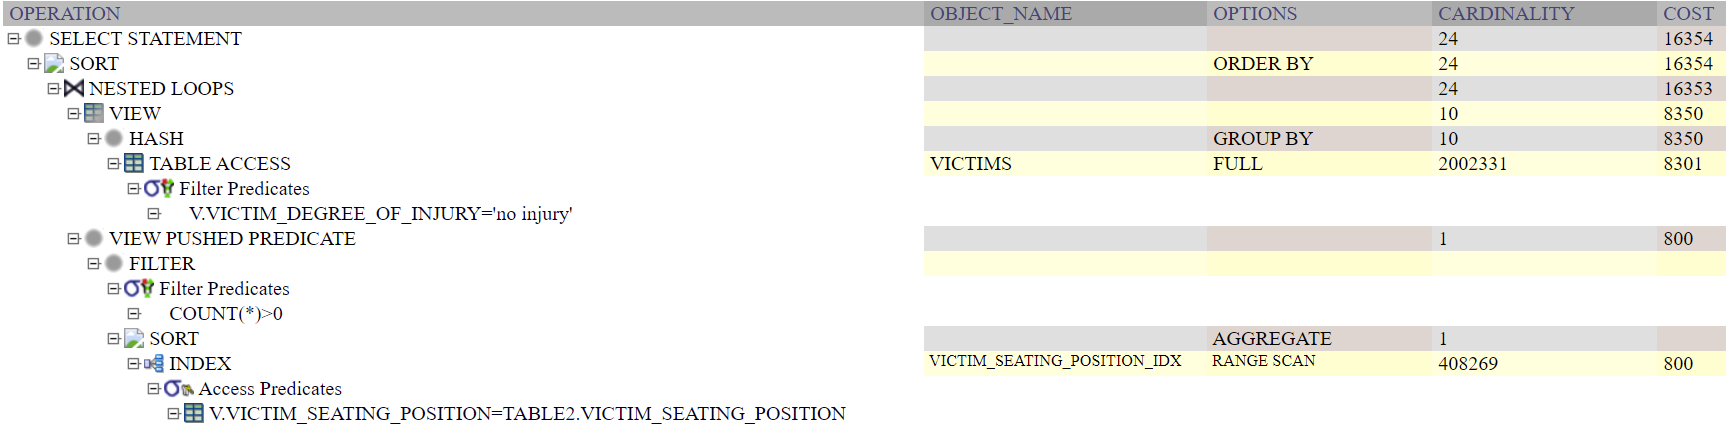 OPERATION OBJECT_NAME OPTIONS CARDINALITY COST
SELECT STATEMENT 24 16354
SORT ORDER BY 24 16354
NESTED LOOPS 24 16353
VIEW 10 8350
HASH GROUP BY 10 8350
TABLE ACCESS VICTIMS FULL 2002331 8301
Filter Predicates
V.VICTIM_DEGREE_OF_INJURY='no injury'
VIEW PUSHED PREDICATE 1 800
FILTER
Filter Predicates
COUNT(*)>0
SORT AGGREGATE 1
INDEX VICTIM_SEATING_POSITION_IDX RANGE SCAN 408269 800
Access Predicates
V.VICTIM_SEATING_POSITION=TABLE2.VICTIM_SEATING_POSITION